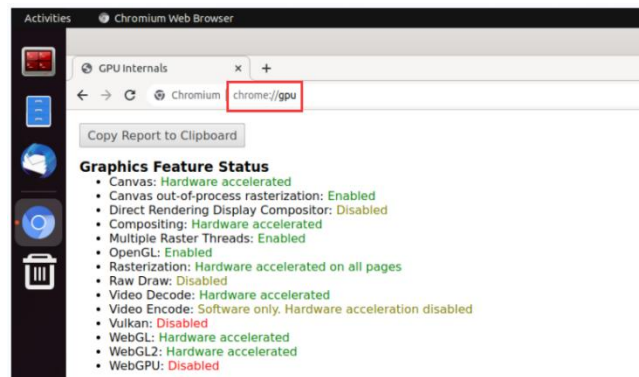 Activities Chromium Web Browser
GPU Internals × +
Chromium | chrome://gpu
Copy Report to Clipboard
Graphics Feature Status
• Canvas: Hardware accelerated
• Canvas out-of-process rasterization: Enabled
• Direct Rendering Display Compositor: Disabled
• Compositing: Hardware accelerated
• Multiple Raster Threads: Enabled
• OpenGL: Enabled
• Rasterization: Hardware accelerated on all pages
• Raw Draw: Disabled
• Video Decode: Hardware accelerated
• Video Encode: Software only. Hardware acceleration disabled
• Vulkan: Disabled
• WebGL: Hardware accelerated
• WebGL2: Hardware accelerated
• WebGPU: Disabled